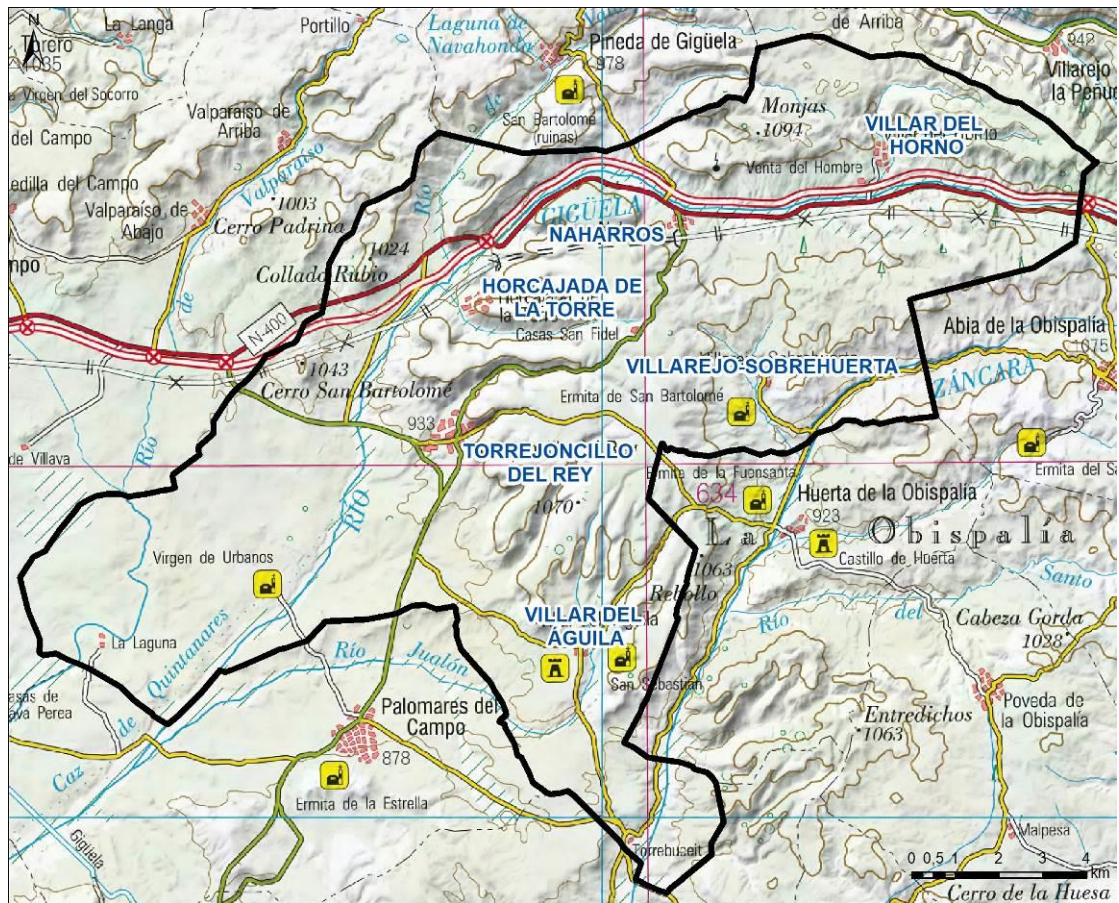 La Langa
Portillo
Laguna de
Navahonda
Pineda de Gigüela
978
de Arriba
942
Villarejo
la Peñue
N
Torero
Virgen del Socorro
San Bartolomé
(ruinas)
Monjas
1094
VILLAR DEL
HORNO
del Campo
Valparaíso de
Arriba
Valparaíso
de
Río
Venta del Hombre
edilla del Campo
Valparaíso de
Abajo
1003
Cerro Padrina
GIGÜELA
NAHARROS
1024
Collado Rubio
HORCAJADA DE
LA TORRE
Casas San Fidel
mpo
de
N-400
1043
Cerro San Bartolomé
Abia de la Obispalía
1075
VILLAREJO-SOBREHUERTA
ZÁNCARA
Ermita de San Bartolomé
933
TORREJONCILLO
DEL REY
1070
de Villava
Río
RÍO
Ermita de la Fuensanta
634
Ermita del Sa
Huerta de la Obispalía
923
La Obispalía
Castillo de Huerta
Virgen de Urbanos
1063
Rebollo
Río
del
Santo
VILLAR DEL
ÁGUILA
Cabeza Gorda
1028
La Laguna
Quintanares
Río
Jualón
San Sebastián
asas de
ava Perea
de
Caz
Palomares del
Campo
878
Entredichos
1063
Poveda de
la Obispalía
Ermita de la Estrella
Gigüela
Torrebuceit
Malpesa
0 0,5 1 2 3 4
km
Cerro de la Huesa